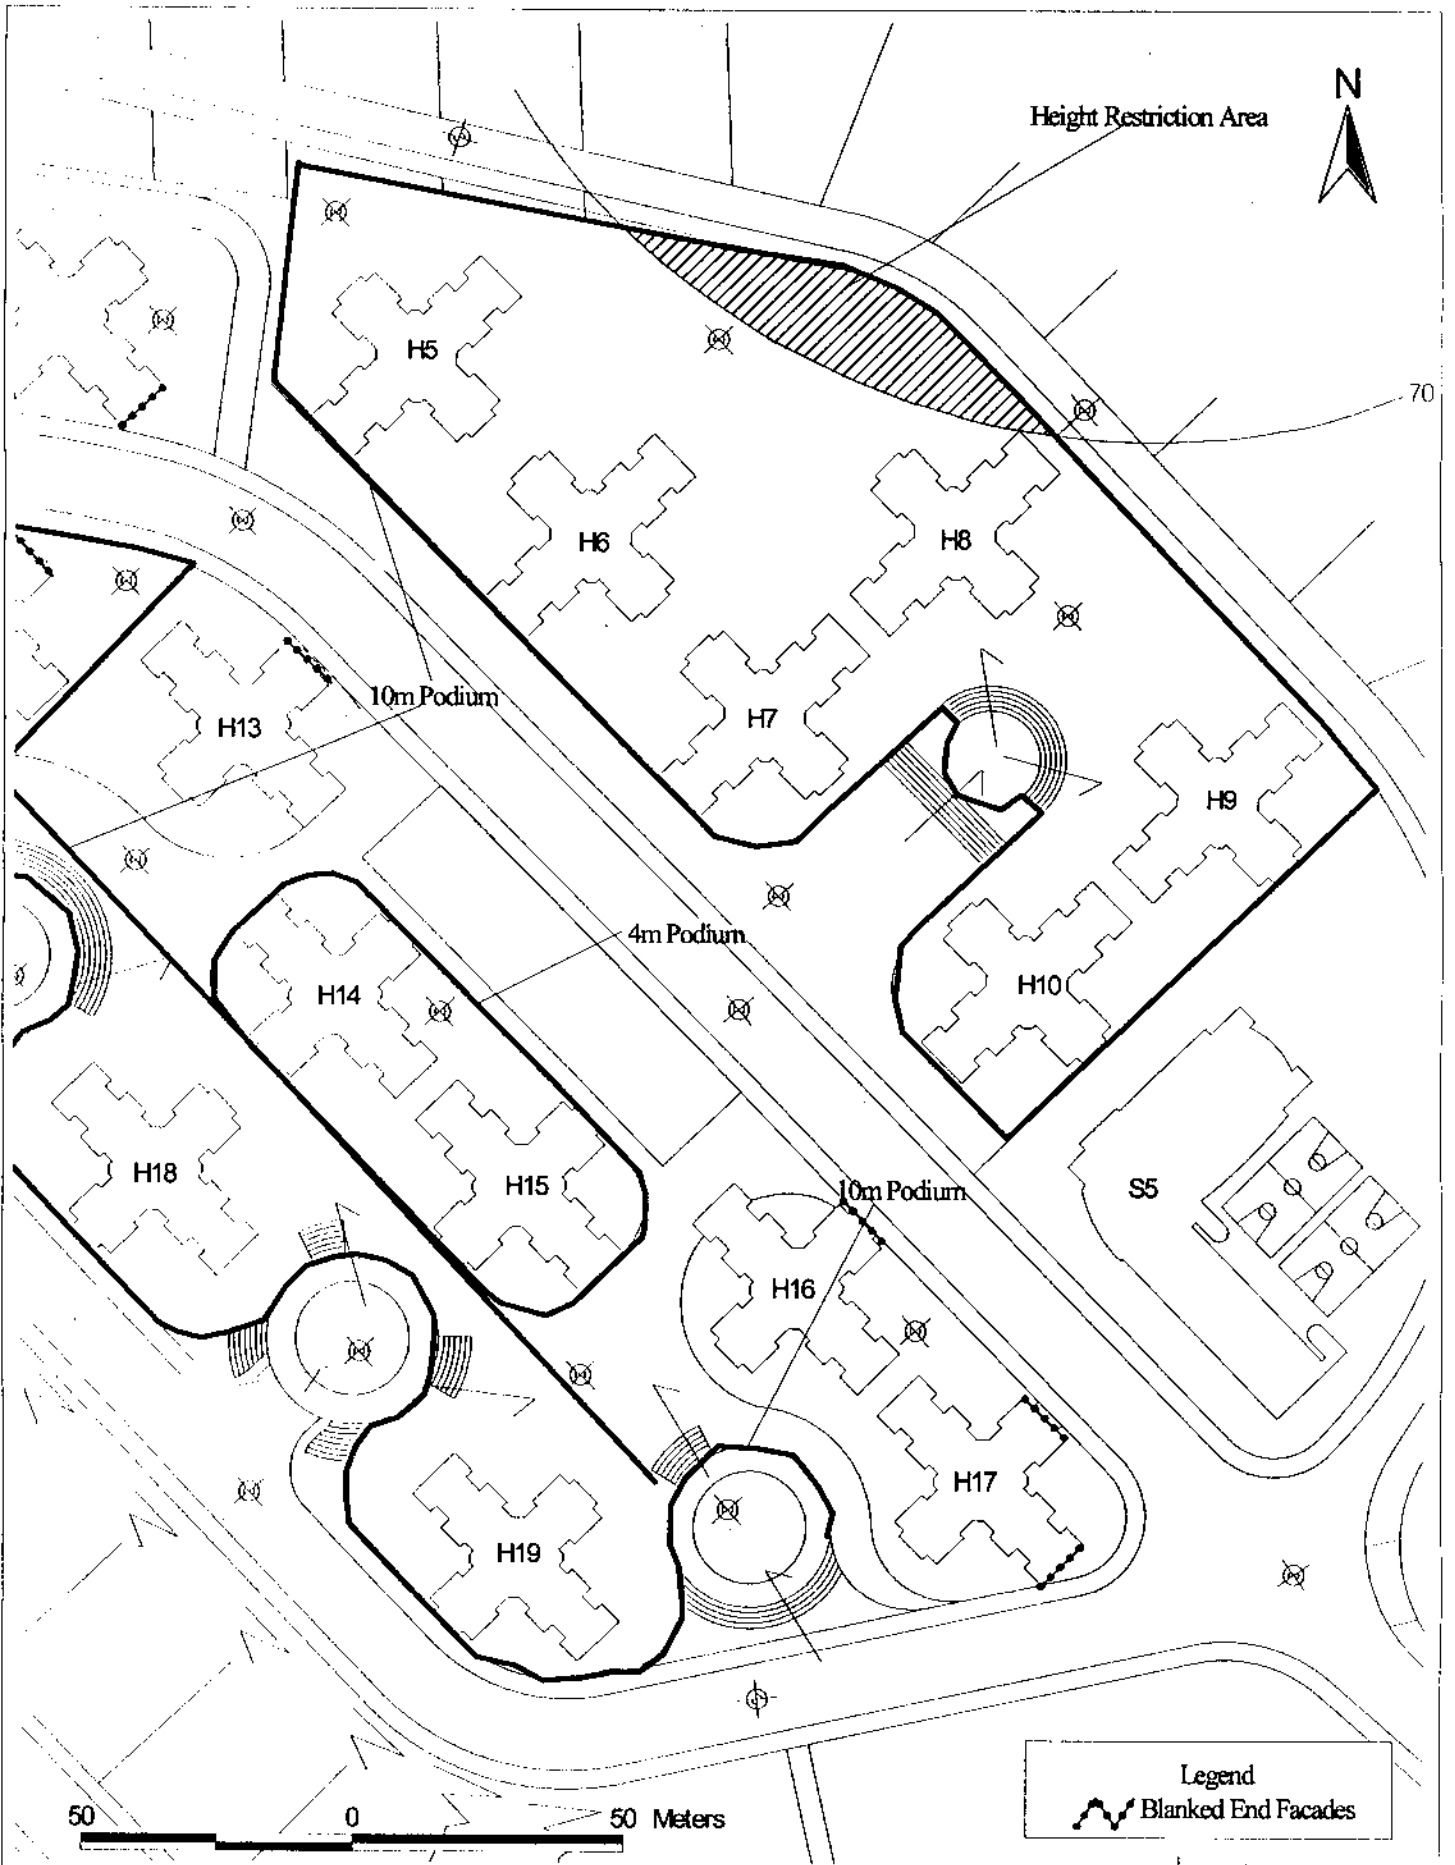 N
Height Restriction Area
H5
70
H6
H8
10m Podium
H13
H7
H9
4m Podium
H14
H10
H18
H15
10m Podium
S5
H16
H17
H19
Legend
Blanked End Facades
50 0 50 Meters